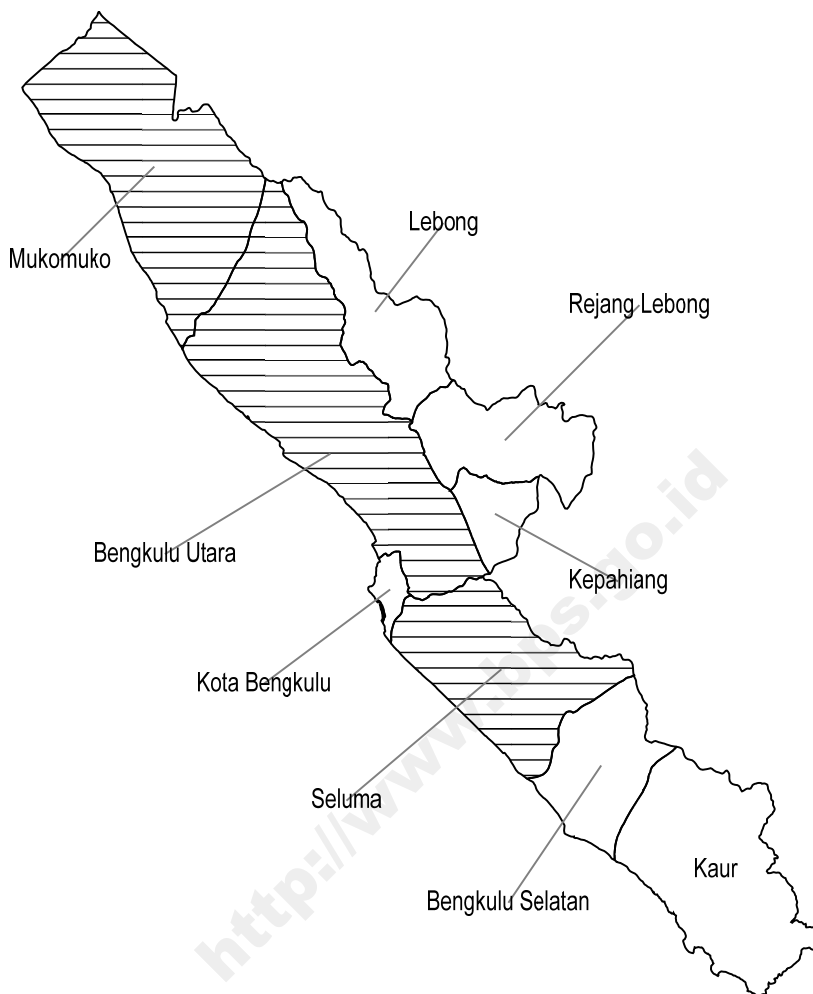 Lebong
Mukomuko
Rejang Lebong
Bengkulu Utara
Kepahiang
Kota Bengkulu
Seluma
Kaur
Bengkulu Selatan
http://www.bps.go.id